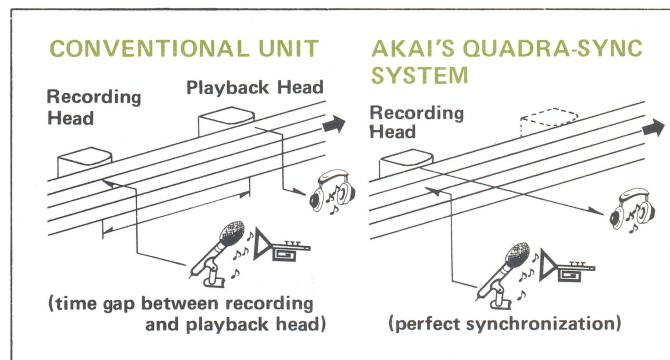 CONVENTIONAL UNIT
Recording
Head
Playback Head
(time gap between recording
and playback head)
AKAI'S QUADRA-SYNC
SYSTEM
Recording
Head
(perfect synchronization)